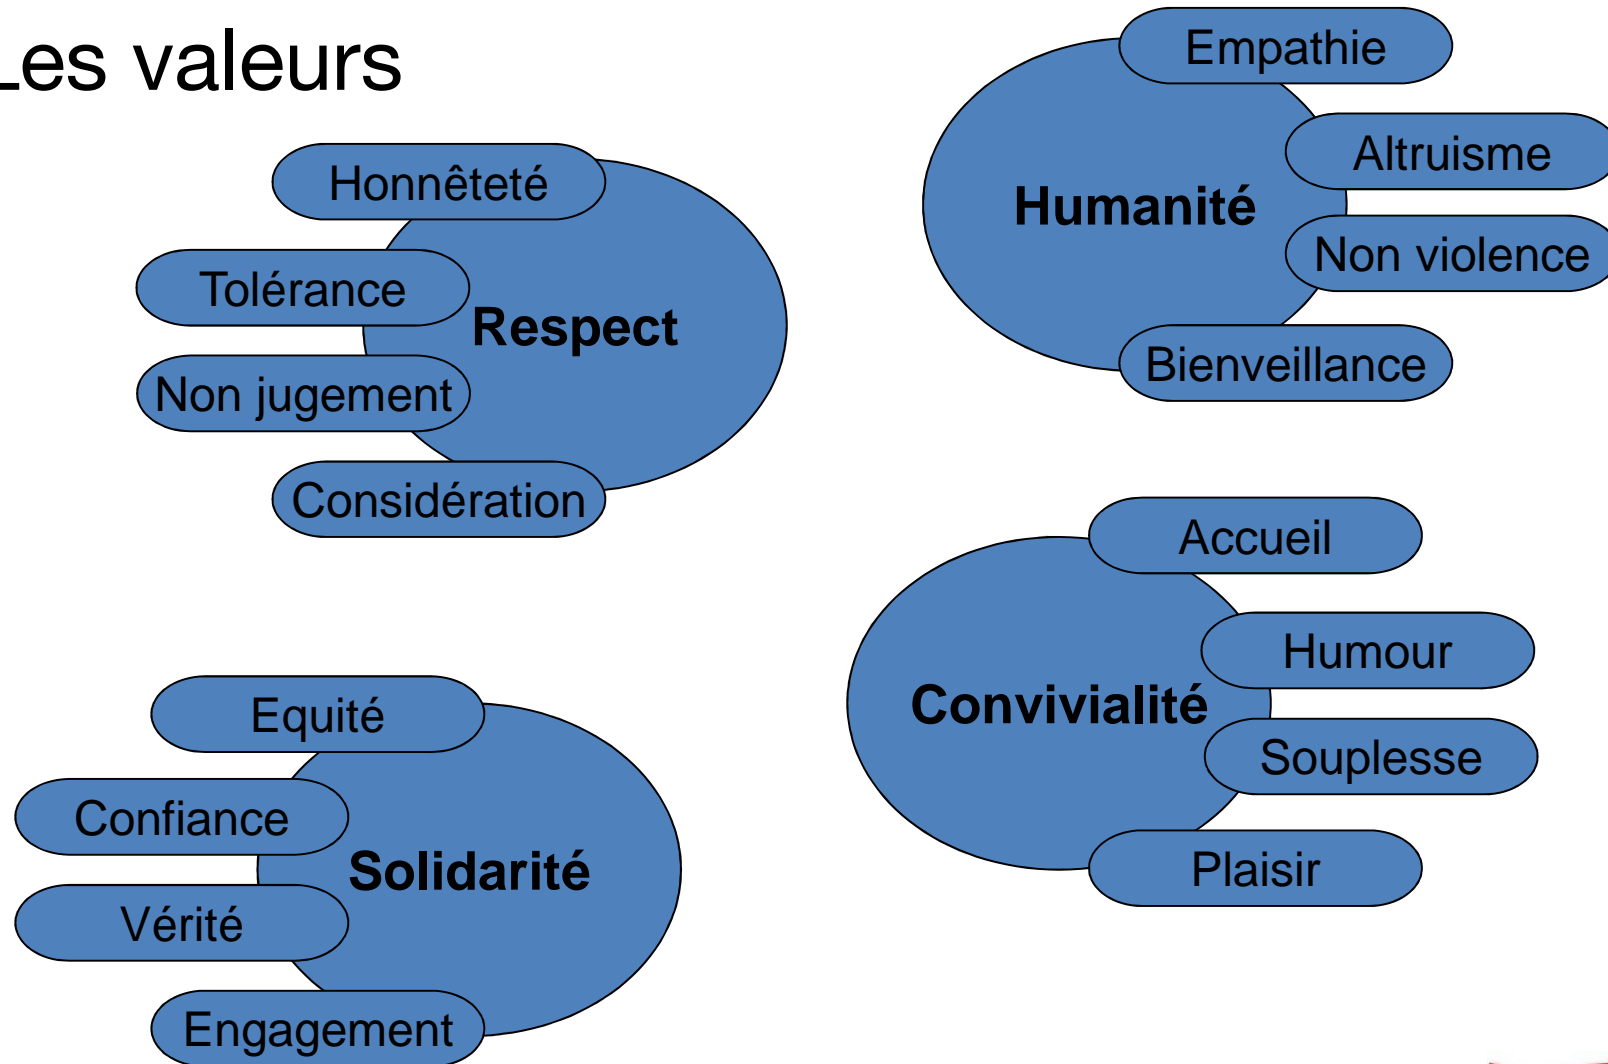 Les valeurs
Honnêteté
Tolérance
Respect
Non jugement
Considération
Empathie
Altruisme
Humanité
Non violence
Bienveillance
Equité
Confiance
Solidarité
Vérité
Engagement
Accueil
Humour
Convivialité
Souplesse
Plaisir